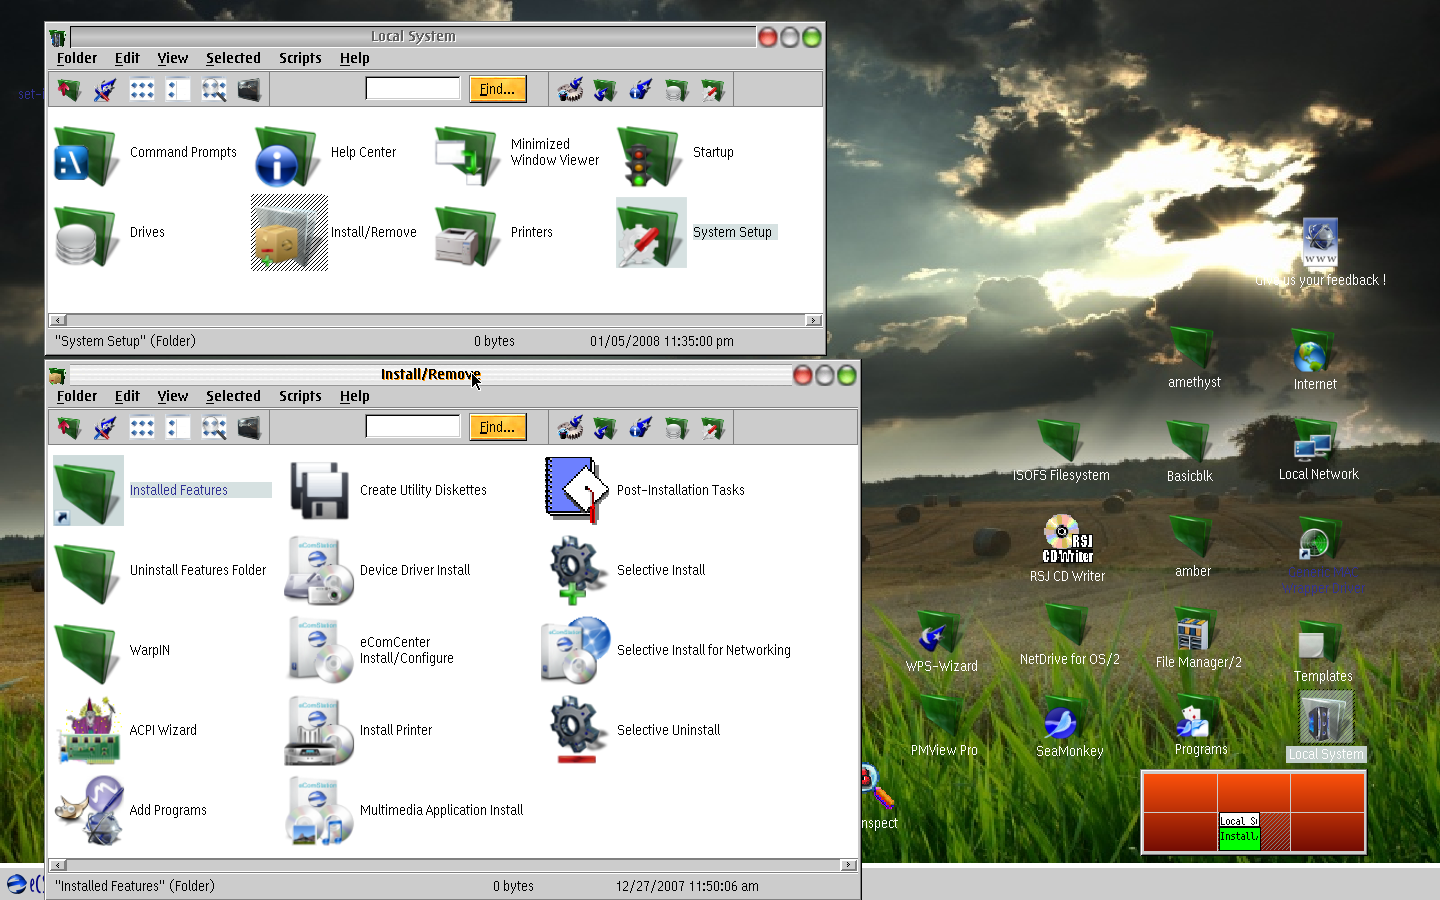 Local System
Folder Edit View Selected Scripts Help
Find...
Command Prompts
Help Center
Minimized
Window Viewer
Startup
Drives
Install/Remove
Printers
System Setup
"System Setup" (Folder) 0 bytes 01/05/2008 11:35:00 pm
Install/Remove
Folder Edit View Selected Scripts Help
Find...
Installed Features
Create Utility Diskettes
Post-Installation Tasks
Uninstall Features Folder
Device Driver Install
Selective Install
WarpIN
eComCenter
Install/Configure
Selective Install for Networking
ACPI Wizard
Install Printer
Selective Uninstall
Add Programs
Multimedia Application Install
"Installed Features" (Folder) 0 bytes 12/27/2007 11:50:06 am
set-
WWW
Give us your feedback !
amethyst
Internet
ISOFS Filesystem
Basicblk
Local Network
RSJ
CD Writer
RSJ CD Writer
amber
Wrapper Driver
WPS-Wizard
NetDrive for OS/2
File Manager/2
Templates
PMView Pro
SeaMonkey
Programs
Local System
nspect
Local S
Install/
eCS